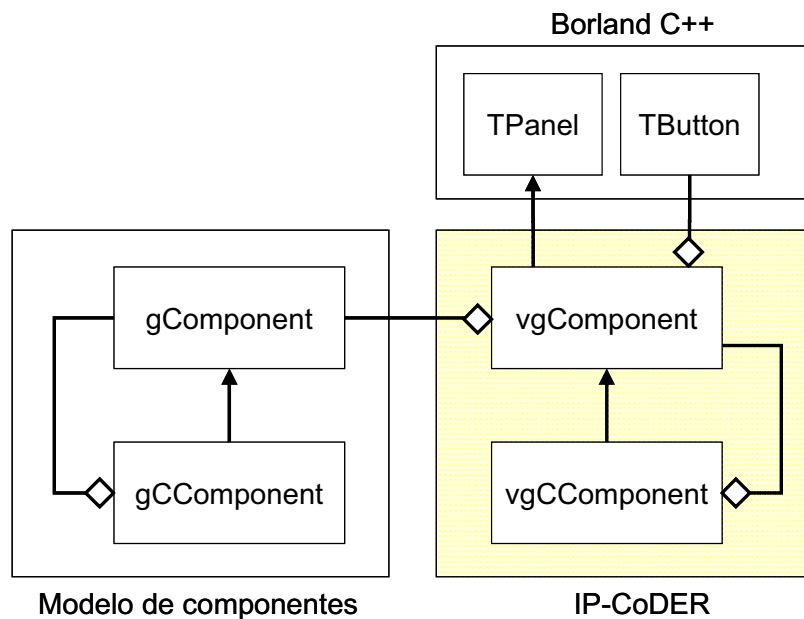 Borland C++
TPanel
TButton
gComponent
vgComponent
gCComponent
vgCComponent
Modelo de componentes
IP-CoDER